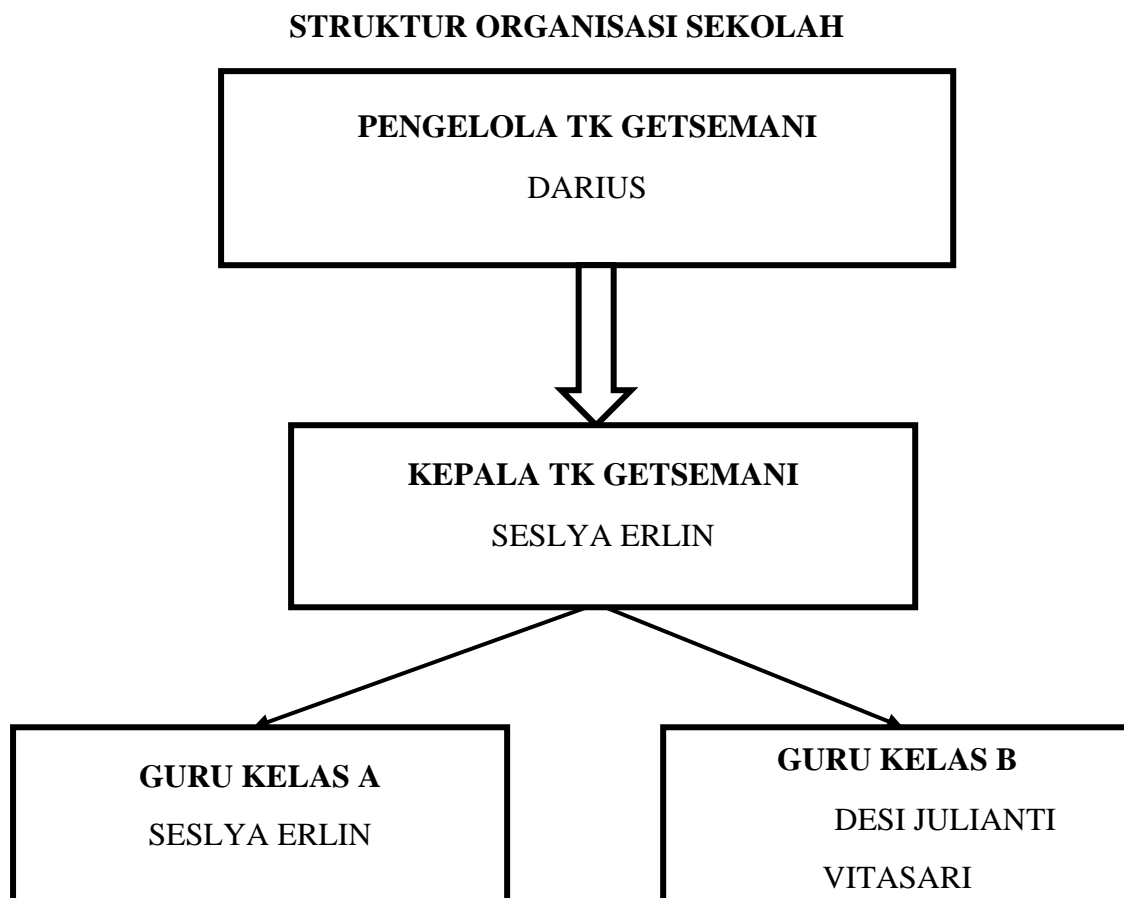 STRUKTUR ORGANISASI SEKOLAH
PENGELOLA TK GETSEMANI
DARIUS
KEPALA TK GETSEMANI
SESLYA ERLIN
GURU KELAS A
SESLYA ERLIN
GURU KELAS B
DESI JULIANTI
VITASARI